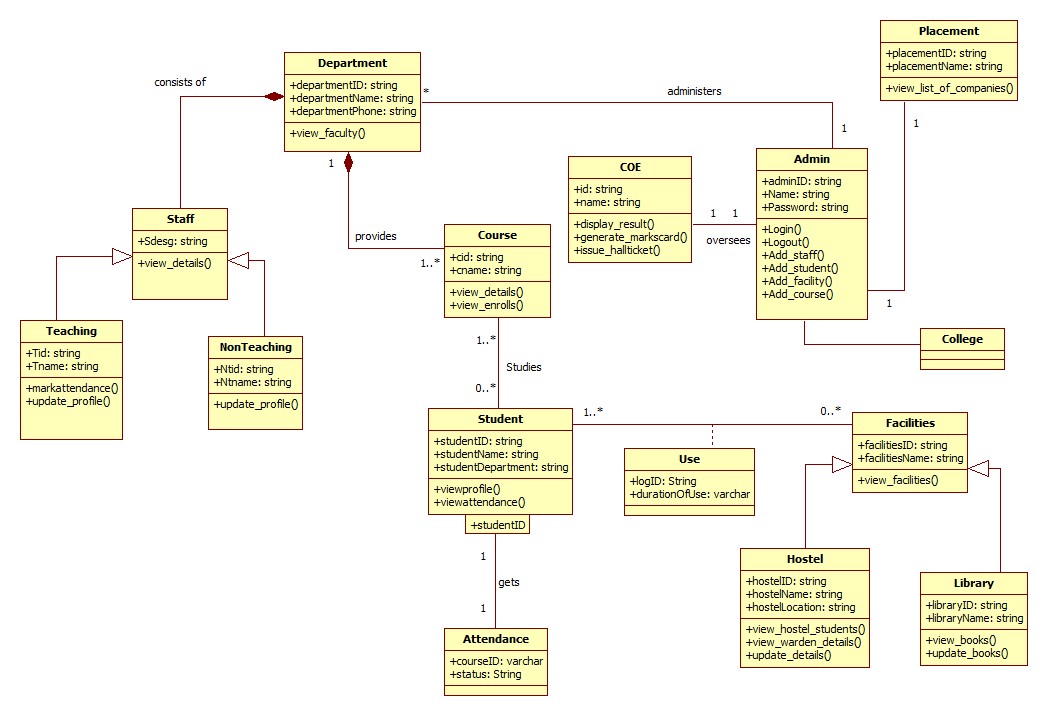 Placement
+placementID: string
+placementName: string
+view_list_of_companies()
Department
+departmentID: string
+departmentName: string
+departmentPhone: string
+view_faculty()
consists of
*
administers
1
1
1
COE
+id: string
+name: string
+display_result()
+generate_markscard()
+issue_hallticket()
1
1
oversees
Admin
+adminID: string
+Name: string
+Password: string
+Login()
+Logout()
+Add_staff()
+Add_student()
+Add_facility()
+Add_course()
1
Staff
+Sdesg: string
+view_details()
provides
1..*
Course
+cid: string
+cname: string
+view_details()
+view_enrolls()
College
Teaching
+Tid: string
+Tname: string
+markattendance()
+update_profile()
NonTeaching
+Ntid: string
+Ntname: string
+update_profile()
1..*
Studies
0..*
Student
+studentID: string
+studentName: string
+studentDepartment: string
+viewprofile()
+viewattendance()
+studentID
1..*
0..*
Facilities
+facilitiesID: string
+facilitiesName: string
+view_facilities()
Use
+logID: String
+durationOfUse: varchar
1
gets
1
Attendance
+courseID: varchar
+status: String
Hostel
+hostelID: string
+hostelName: string
+hostelLocation: string
+view_hostel_students()
+view_warden_details()
+update_details()
Library
+libraryID: string
+libraryName: string
+view_books()
+update_books()